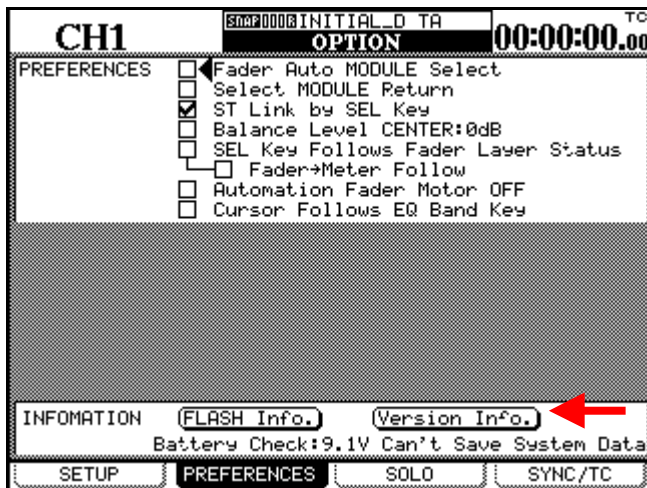 CH1
SNAP 000 INITIAL_D TA
OPTION
TC
00:00:00.00
PREFERENCES
Fader Auto MODULE Select
Select MODULE Return
ST Link by SEL Key
Balance Level CENTER:0dB
SEL Key Follows Fader Layer Status
Fader→Meter Follow
Automation Fader Motor OFF
Cursor Follows EQ Band Key
INFOMATION
FLASH Info.
Version Info.
Battery Check:9.1V Can't Save System Data
SETUP
PREFERENCES
SOLO
SYNC/TC